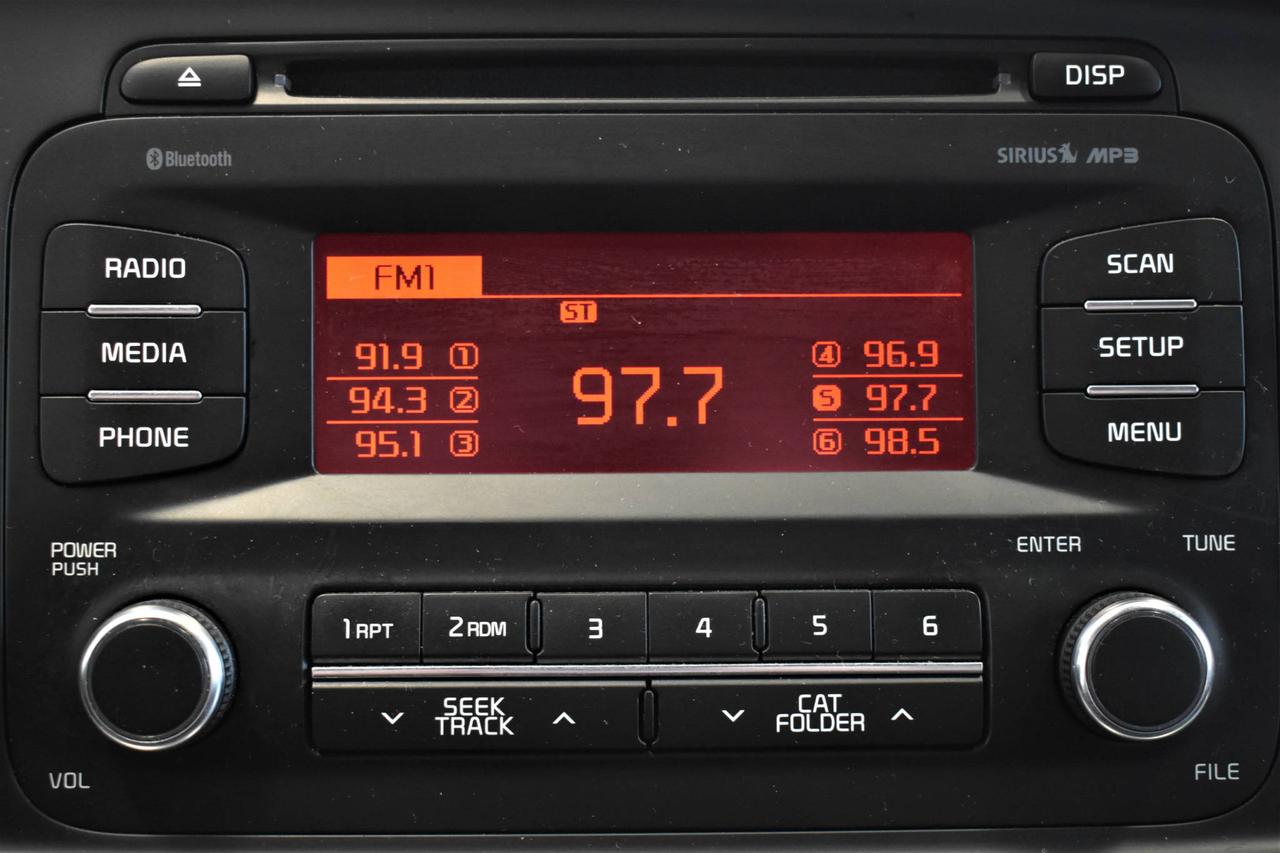 DISP
Bluetooth
SIRIUS MP3
RADIO
MEDIA
PHONE
FM1
ST
91.9 1
94.3 2
95.1 3
97.7
4 96.9
5 97.7
6 98.5
SCAN
SETUP
MENU
POWER
PUSH
VOL
1 RPT
2 RDM
3
4
5
6
SEEK
TRACK
CAT
FOLDER
ENTER
TUNE
FILE